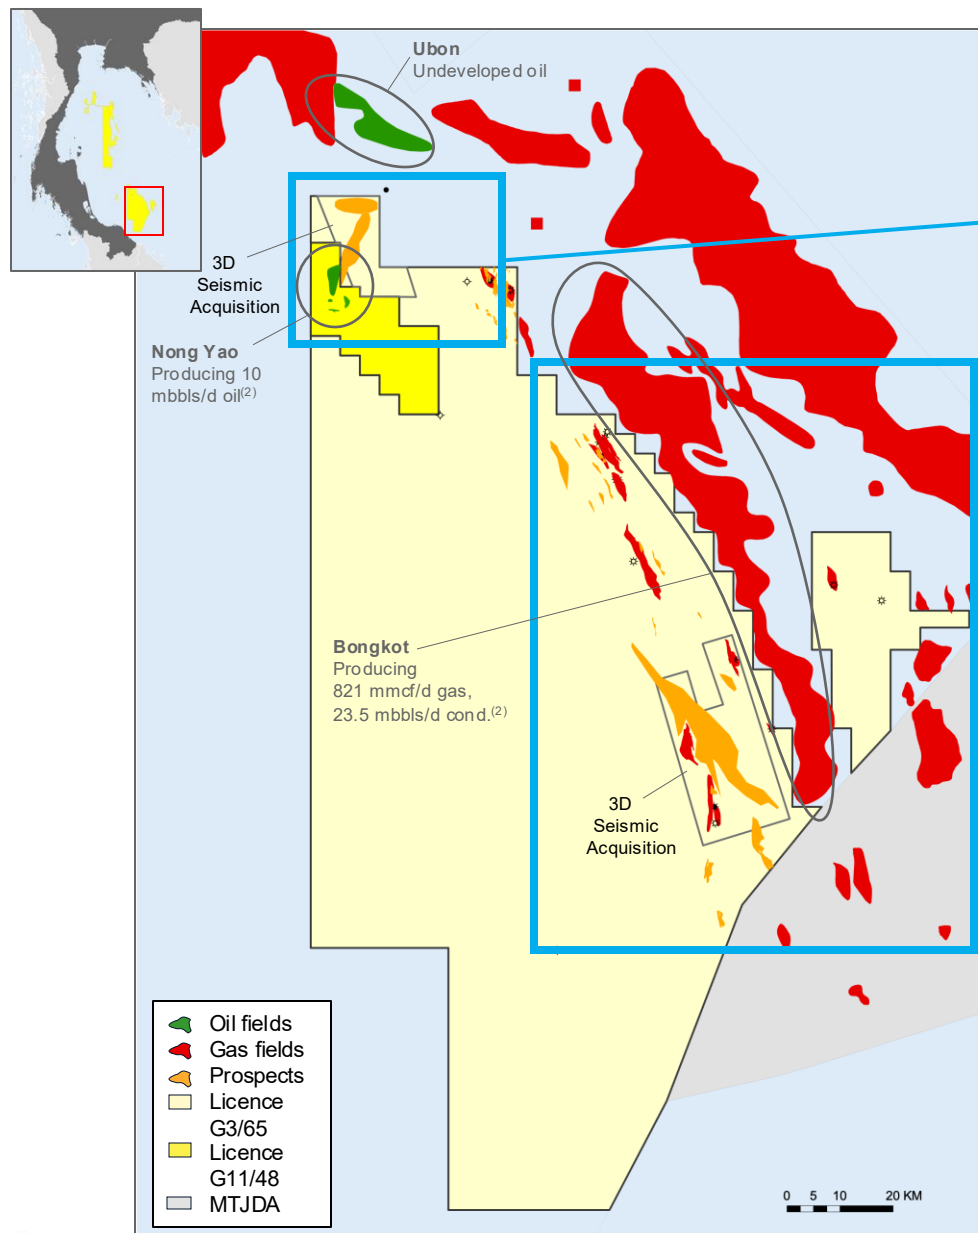 Ubon
Undeveloped oil
3D
Seismic
Acquisition
Nong Yao
Producing 10
mbbls/d oil(2)
Bongkot
Producing
821 mmcf/d gas,
23.5 mbbls/d cond.(2)
3D
Seismic
Acquisition
Oil fields
Gas fields
Prospects
Licence
G3/65
Licence
G11/48
MTJDA
0 5 10 20 KM